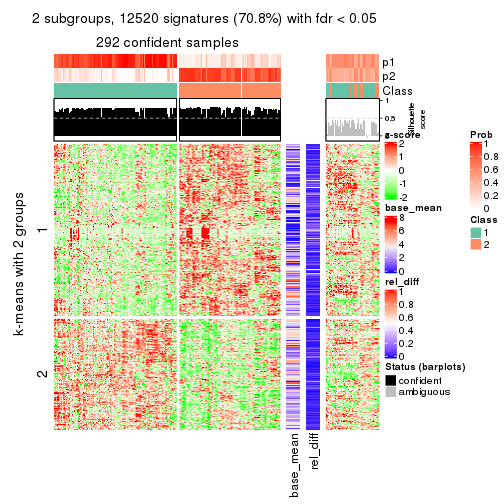 2 subgroups, 12520 signatures (70.8%) with fdr < 0.05
292 confident samples
p1
p2
Class
1
0.5
0
Silhouette
score
z-score
2
1
0
-1
-2
base_mean
8
6
4
2
0
rel_diff
1
0.8
0.6
0.4
0.2
0
Status (barplots)
confident
ambiguous
Prob
1
0.8
0.6
0.4
0.2
0
Class
1
2
k-means with 2 groups
1
2
base_mean
rel_diff